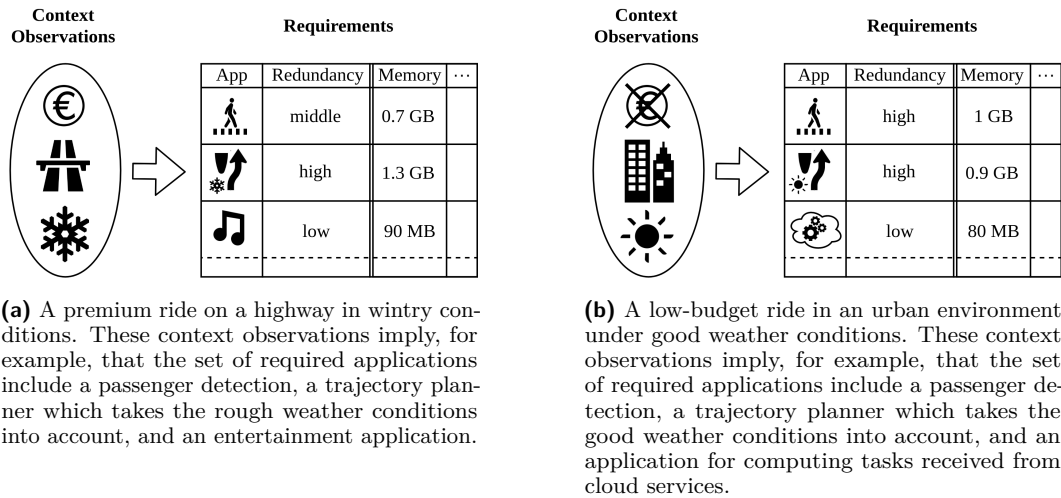 Context
Observations
Requirements
App Redundancy Memory ...
middle 0.7 GB
high 1.3 GB
low 90 MB
(a) A premium ride on a highway in wintry con-
ditions. These context observations imply, for
example, that the set of required applications
include a passenger detection, a trajectory plan-
ner which takes the rough weather conditions
into account, and an entertainment application.
Context
Observations
Requirements
App Redundancy Memory ...
high 1 GB
high 0.9 GB
low 80 MB
(b) A low-budget ride in an urban environment
under good weather conditions. These context
observations imply, for example, that the set
of required applications include a passenger de-
tection, a trajectory planner which takes the
good weather conditions into account, and an
application for computing tasks received from
cloud services.